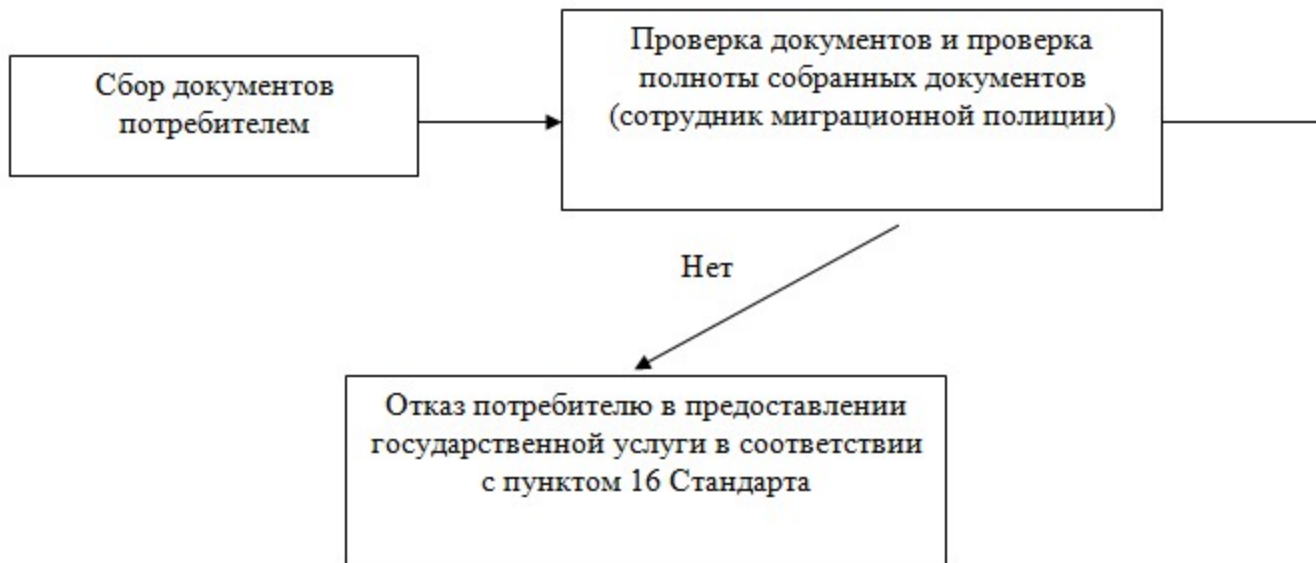 Сбор документов
потребителем
Проверка документов и проверка
полноты собранных документов
(сотрудник миграционной полиции)
Нет
Отказ потребителю в предоставлении
государственной услуги в соответствии
с пунктом 16 Стандарта